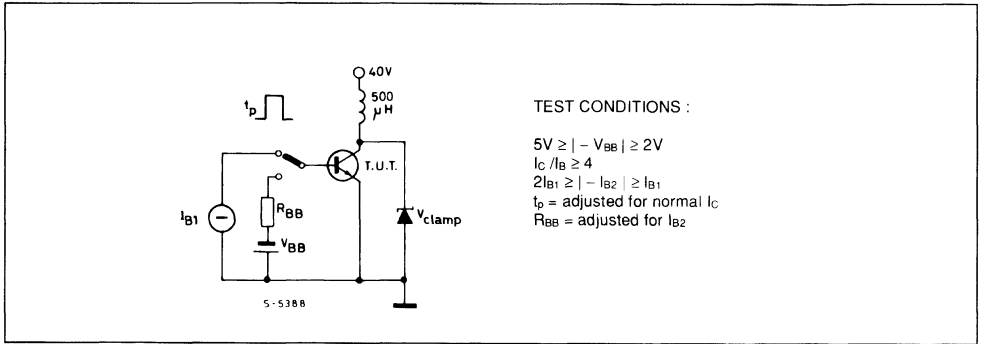 40V
500
μH
tp
T.U.T.
IB1
RBB
VBB
Vclamp
S-5388
TEST CONDITIONS :
5V ≥ | − VBB | ≥ 2V
IC /IB ≥ 4
2IB1 ≥ | − IB2 | ≥ IB1
tp = adjusted for normal IC
RBB = adjusted for IB2